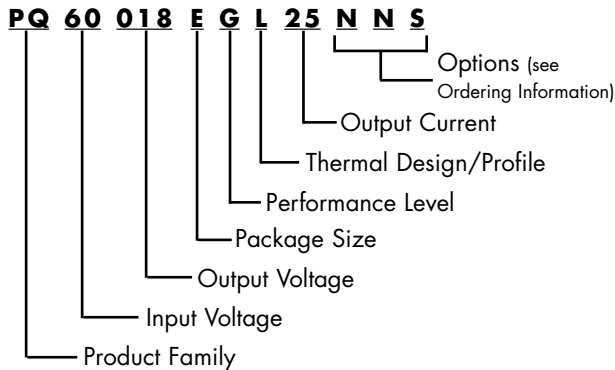 PQ 60 018 E G L 25 N N S
Options (see
Ordering Information)
Output Current
Thermal Design/Profile
Performance Level
Package Size
Output Voltage
Input Voltage
Product Family